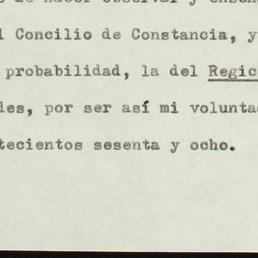 l Concilio de Constancia, y
probabilidad, la del Regic
des, por ser así mi volunta
tecientos sesenta y ocho.